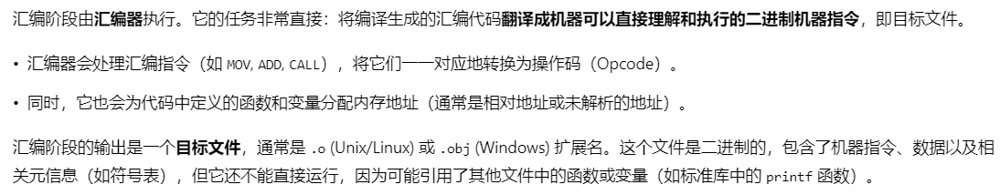 汇编阶段由汇编器执行。它的任务非常直接：将编译生成的汇编代码翻译成机器可以直接理解和执行的二进制机器指令，即目标文件。
• 汇编器会处理汇编指令（如 MOV, ADD, CALL），将它们一一对应地转换为操作码（Opcode）。
• 同时，它也会为代码中定义的函数和变量分配内存地址（通常是相对地址或未解析的地址）。
汇编阶段的输出是一个目标文件，通常是 .o (Unix/Linux) 或 .obj (Windows) 扩展名。这个文件是二进制的，包含了机器指令、数据以及相
关元信息（如符号表），但它还不能直接运行，因为可能引用了其他文件中的函数或变量（如标准库中的 printf 函数）。